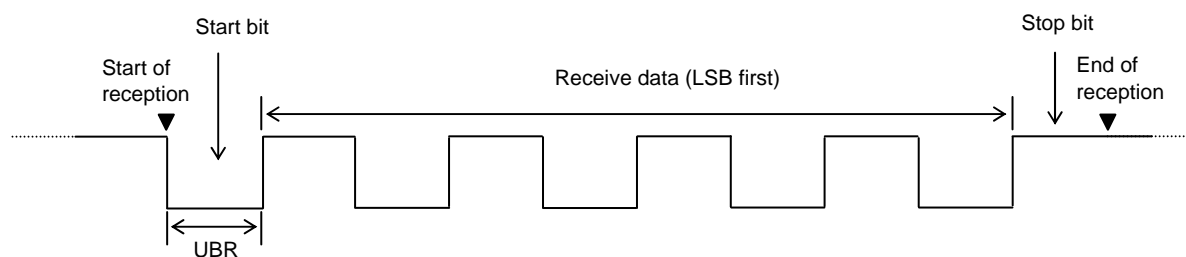 Start bit
Stop bit
Start of
reception
Receive data (LSB first)
End of
reception
UBR